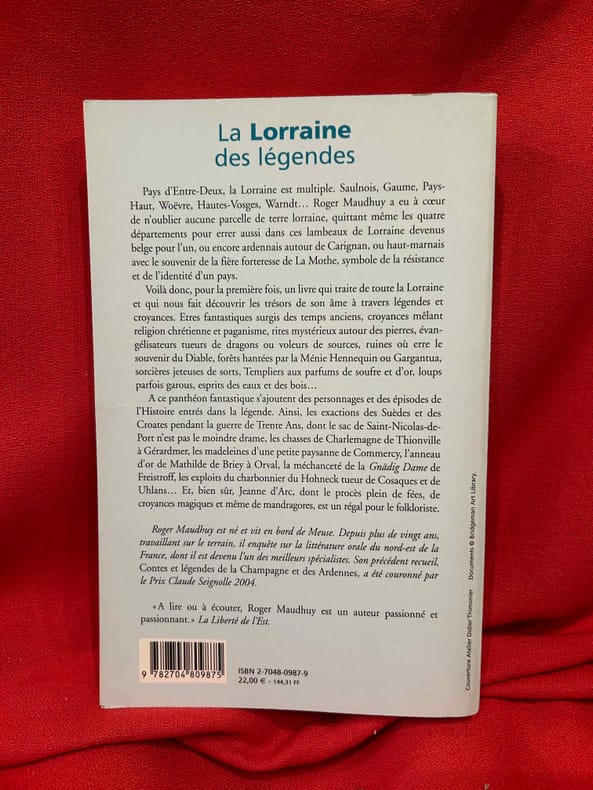 La Lorraine
des légendes
Pays d'Entre-Deux, la Lorraine est multiple. Saulnois, Gaume, Pays-
Haut, Woëvre, Hautes-Vosges, Warndt... Roger Maudhuy a eu à cœur
de n'oublier aucune parcelle de terre lorraine, quittant même les quatre
départements pour errer aussi dans ces lambeaux de Lorraine devenus
belge pour l'un, ou encore ardennais autour de Carignan, ou haut-marnais
avec le souvenir de la fière forteresse de La Mothe, symbole de la résistance
et de l'identité d'un pays.
Voilà donc, pour la première fois, un livre qui traite de toute la Lorraine
et qui nous fait découvrir les trésors de son âme à travers légendes et
croyances. Etres fantastiques surgis des temps anciens, croyances mêlant
religion chrétienne et paganisme, rites mystérieux autour des pierres, évan-
gélisateurs tueurs de dragons ou voleurs de sources, ruines où erre le
souvenir du Diable, forêts hantées par la Ménie Hennequin ou Gargantua,
sorcières jeteuses de sorts, Templiers aux parfums de soufre et d'or, loups
parfois garous, esprits des eaux et des bois...
A ce panthéon fantastique s'ajoutent des personnages et des épisodes de
l'Histoire entrés dans la légende. Ainsi, les exactions des Suèdes et des
Croates pendant la guerre de Trente Ans, dont le sac de Saint-Nicolas-de-
Port n'est pas le moindre drame, les chasses de Charlemagne de Thionville
à Gérardmer, les madeleines d'une petite paysanne de Commercy, l'anneau
d'or de Mathilde de Briey à Orval, la méchanceté de la Gnädig Dame de
Freistroff, les exploits du charbonnier du Hohneck tueur de Cosaques et de
Uhlans... Et, bien sûr, Jeanne d'Arc, dont le procès plein de fées, de
croyances magiques et même de mandragores, est un régal pour le folkloriste.
Roger Maudhuy est né et vit en bord de Meuse. Depuis plus de vingt ans,
travaillant sur le terrain, il enquête sur la littérature orale du nord-est de la
France, dont il est devenu l'un des meilleurs spécialistes. Son précédent recueil,
Contes et légendes de la Champagne et des Ardennes, a été couronné par
le Prix Claude Seignolle 2004.
« A lire ou à écouter, Roger Maudhuy est un auteur passionné et
passionnant. » La Liberté de l'Est.
ISBN 2-7048-0987-9
22,00 € - 144,31 FF
9 782704 809875
Couverture Atelier Didier Thimonier Documents © Bridgeman Art Library.